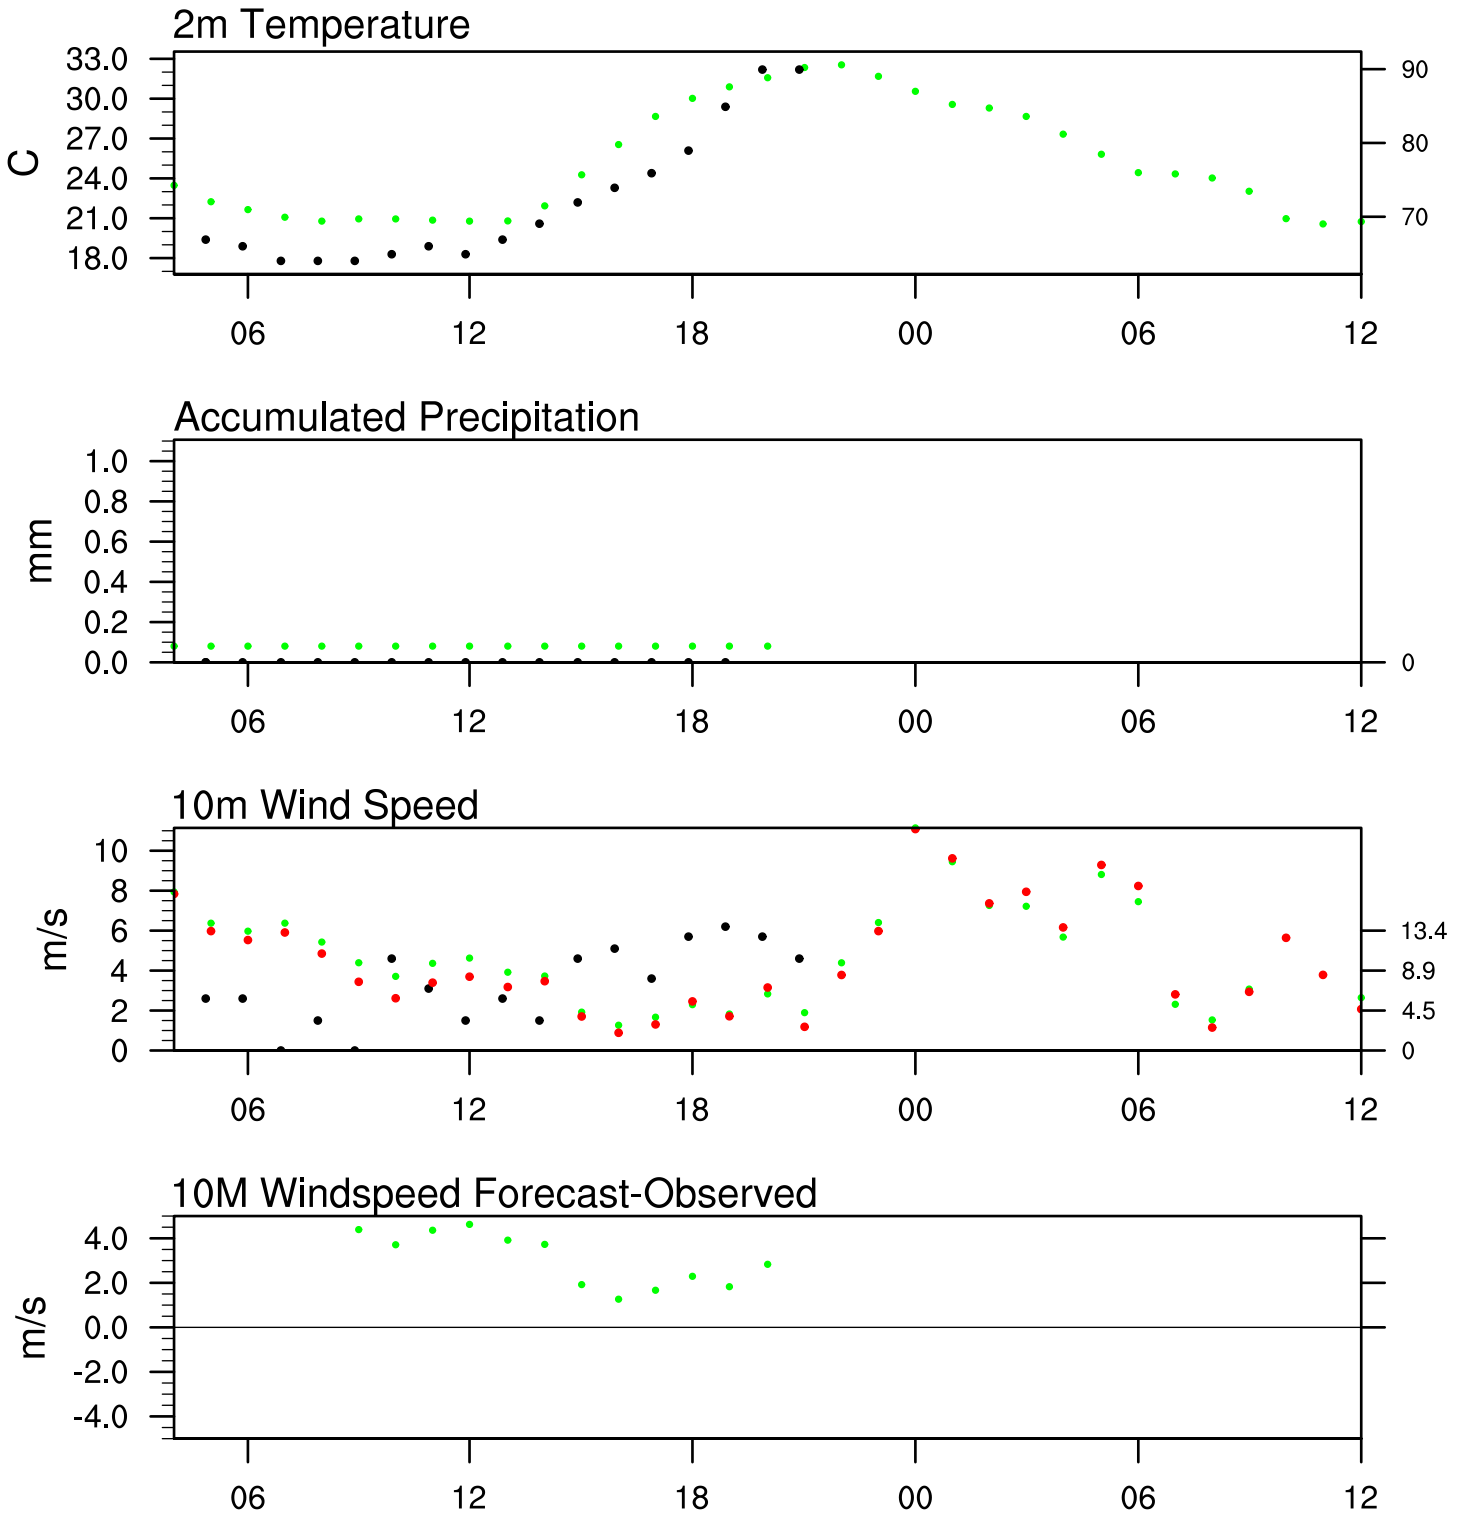 2m Temperature
33.0
30.0
27.0
24.0
21.0
18.0
C
90
80
70
06 12 18 00 06 12
Accumulated Precipitation
1.0
0.8
0.6
0.4
0.2
0.0
mm
0
06 12 18 00 06 12
10m Wind Speed
10
8
6
4
2
0
m/s
13.4
8.9
4.5
0
06 12 18 00 06 12
10M Windspeed Forecast-Observed
4.0
2.0
0.0
-2.0
-4.0
m/s
06 12 18 00 06 12